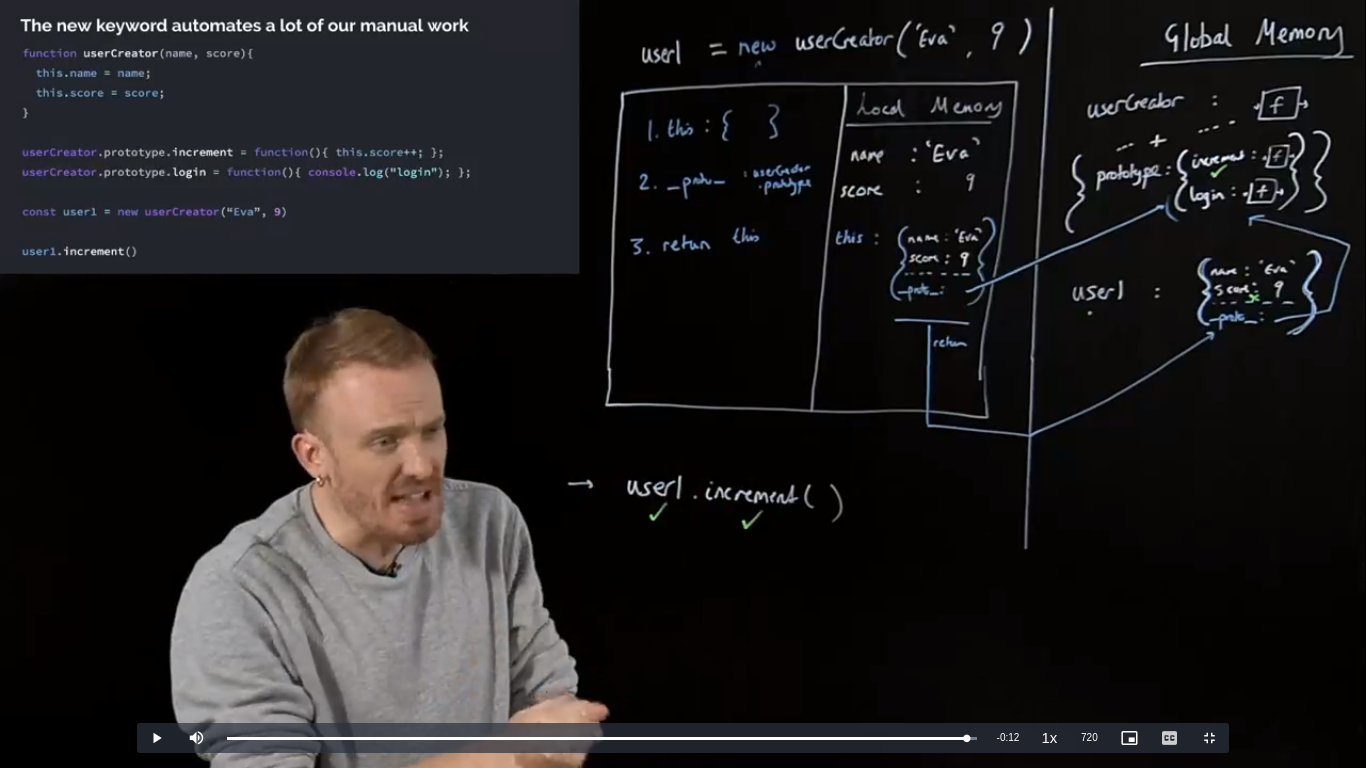 The new keyword automates a lot of our manual work
function userCreator(name, score){
this.name = name;
this.score = score;
}
userCreator.prototype.increment = function(){ this.score++; };
userCreator.prototype.login = function(){ console.log("login"); };
const user1 = new userCreator(“Eva”, 9)
user1.increment()
user1 = new userCreator('Eva', 9)
1. this : { }
2. __proto__ : userCreator
.prototype
3. return this
Local Memory
name : 'Eva'
score : 9
this : { name : 'Eva'
score : 9
__proto__: }
return
Global Memory
userCreator : f
+
{ prototype : { increment : f
login : f } }
user1 : { name : 'Eva'
score : 9
__proto__: }
→ user1.increment( )
-0:12
1x
720
CC